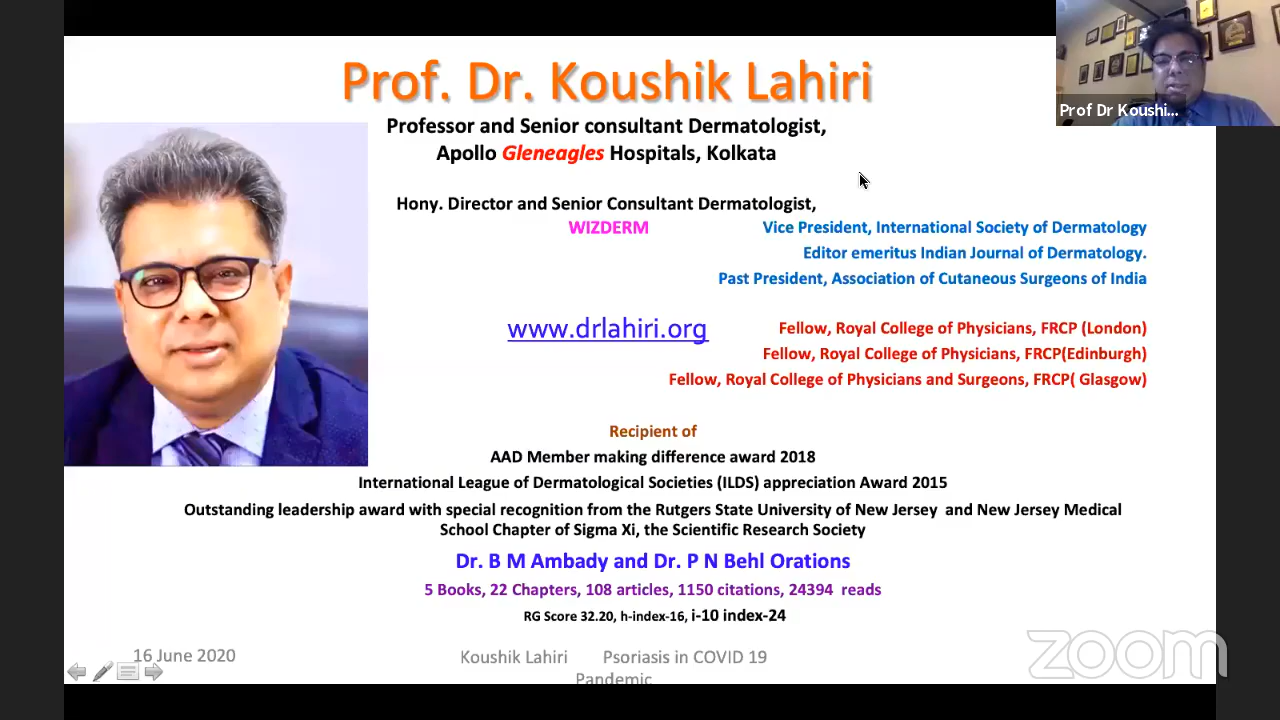 Prof. Dr. Koushik Lahiri
Prof Dr Koushi...
Professor and Senior consultant Dermatologist,
Apollo Gleneagles Hospitals, Kolkata
Hony. Director and Senior Consultant Dermatologist,
WIZDERM
Vice President, International Society of Dermatology
Editor emeritus Indian Journal of Dermatology.
Past President, Association of Cutaneous Surgeons of India
www.drlahiri.org
Fellow, Royal College of Physicians, FRCP (London)
Fellow, Royal College of Physicians, FRCP(Edinburgh)
Fellow, Royal College of Physicians and Surgeons, FRCP( Glasgow)
Recipient of
AAD Member making difference award 2018
International League of Dermatological Societies (ILDS) appreciation Award 2015
Outstanding leadership award with special recognition from the Rutgers State University of New Jersey and New Jersey Medical
School Chapter of Sigma Xi, the Scientific Research Society
Dr. B M Ambady and Dr. P N Behl Orations
5 Books, 22 Chapters, 108 articles, 1150 citations, 24394 reads
RG Score 32.20, h-index-16, i-10 index-24
16 June 2020
Koushik Lahiri Psoriasis in COVID 19
Pandemic
zoom